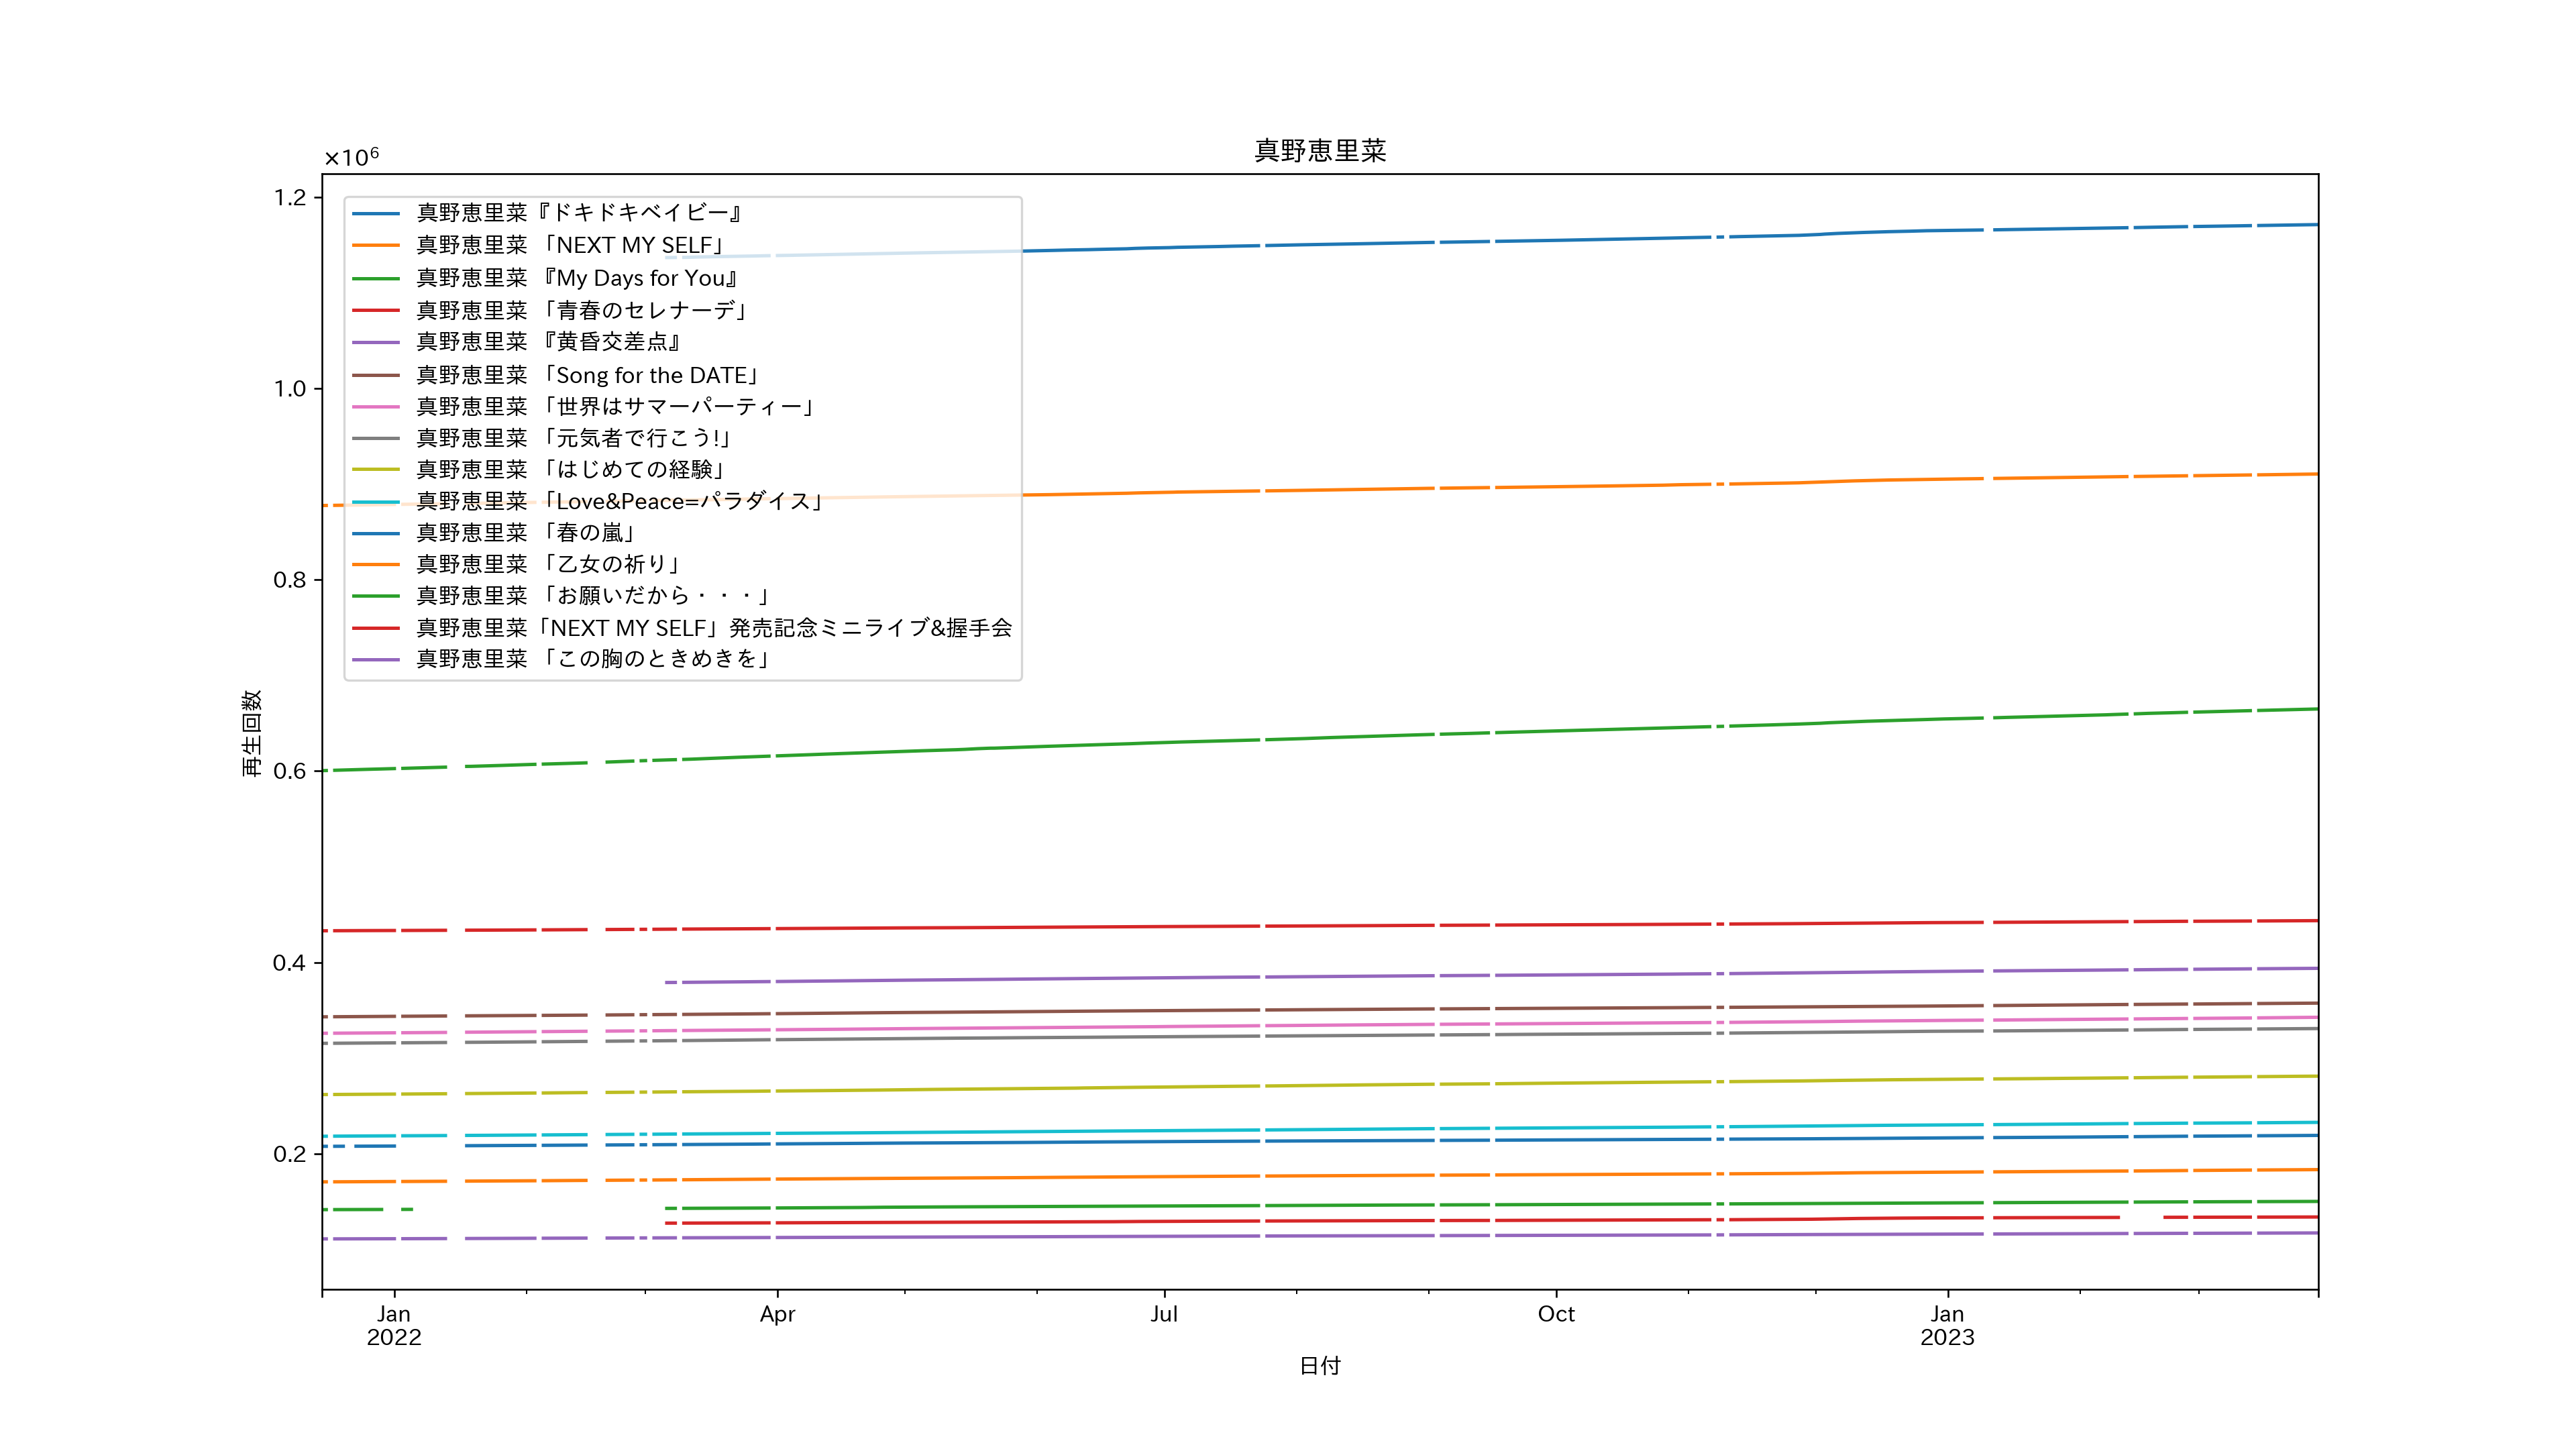 真野恵里菜
×10⁶
1.2
1.0
0.8
0.6
0.4
0.2
再生回数
真野恵里菜『ドキドキベイビー』
真野恵里菜 「NEXT MY SELF」
真野恵里菜 『My Days for You』
真野恵里菜 「青春のセレナーデ」
真野恵里菜 『黄昏交差点』
真野恵里菜 「Song for the DATE」
真野恵里菜 「世界はサマーパーティー」
真野恵里菜 「元気者で行こう!」
真野恵里菜 「はじめての経験」
真野恵里菜 「Love&Peace=パラダイス」
真野恵里菜 「春の嵐」
真野恵里菜 「乙女の祈り」
真野恵里菜 「お願いだから・・・」
真野恵里菜「NEXT MY SELF」発売記念ミニライブ&握手会
真野恵里菜 「この胸のときめきを」
Jan Apr Jul Oct Jan
2022 2023
日付